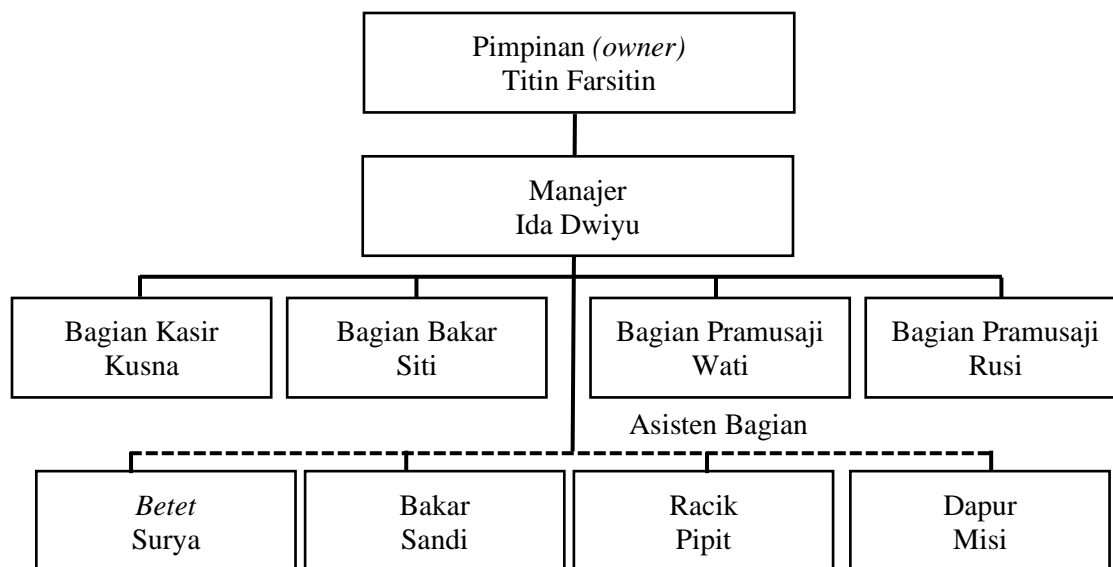 Pimpinan (owner)
Titin Farsitin
Manajer
Ida Dwiyu
Bagian Kasir
Kusna
Bagian Bakar
Siti
Bagian Pramusaji
Wati
Bagian Pramusaji
Rusi
Asisten Bagian
Betet
Surya
Bakar
Sandi
Racik
Pipit
Dapur
Misi